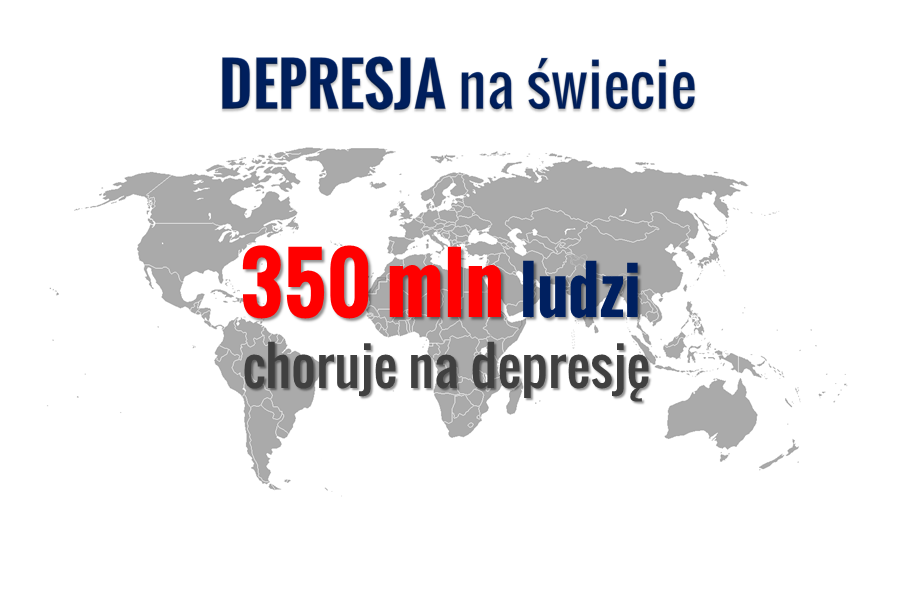 DEPRESJA na świecie
350 mln ludzi
choruje na depresję